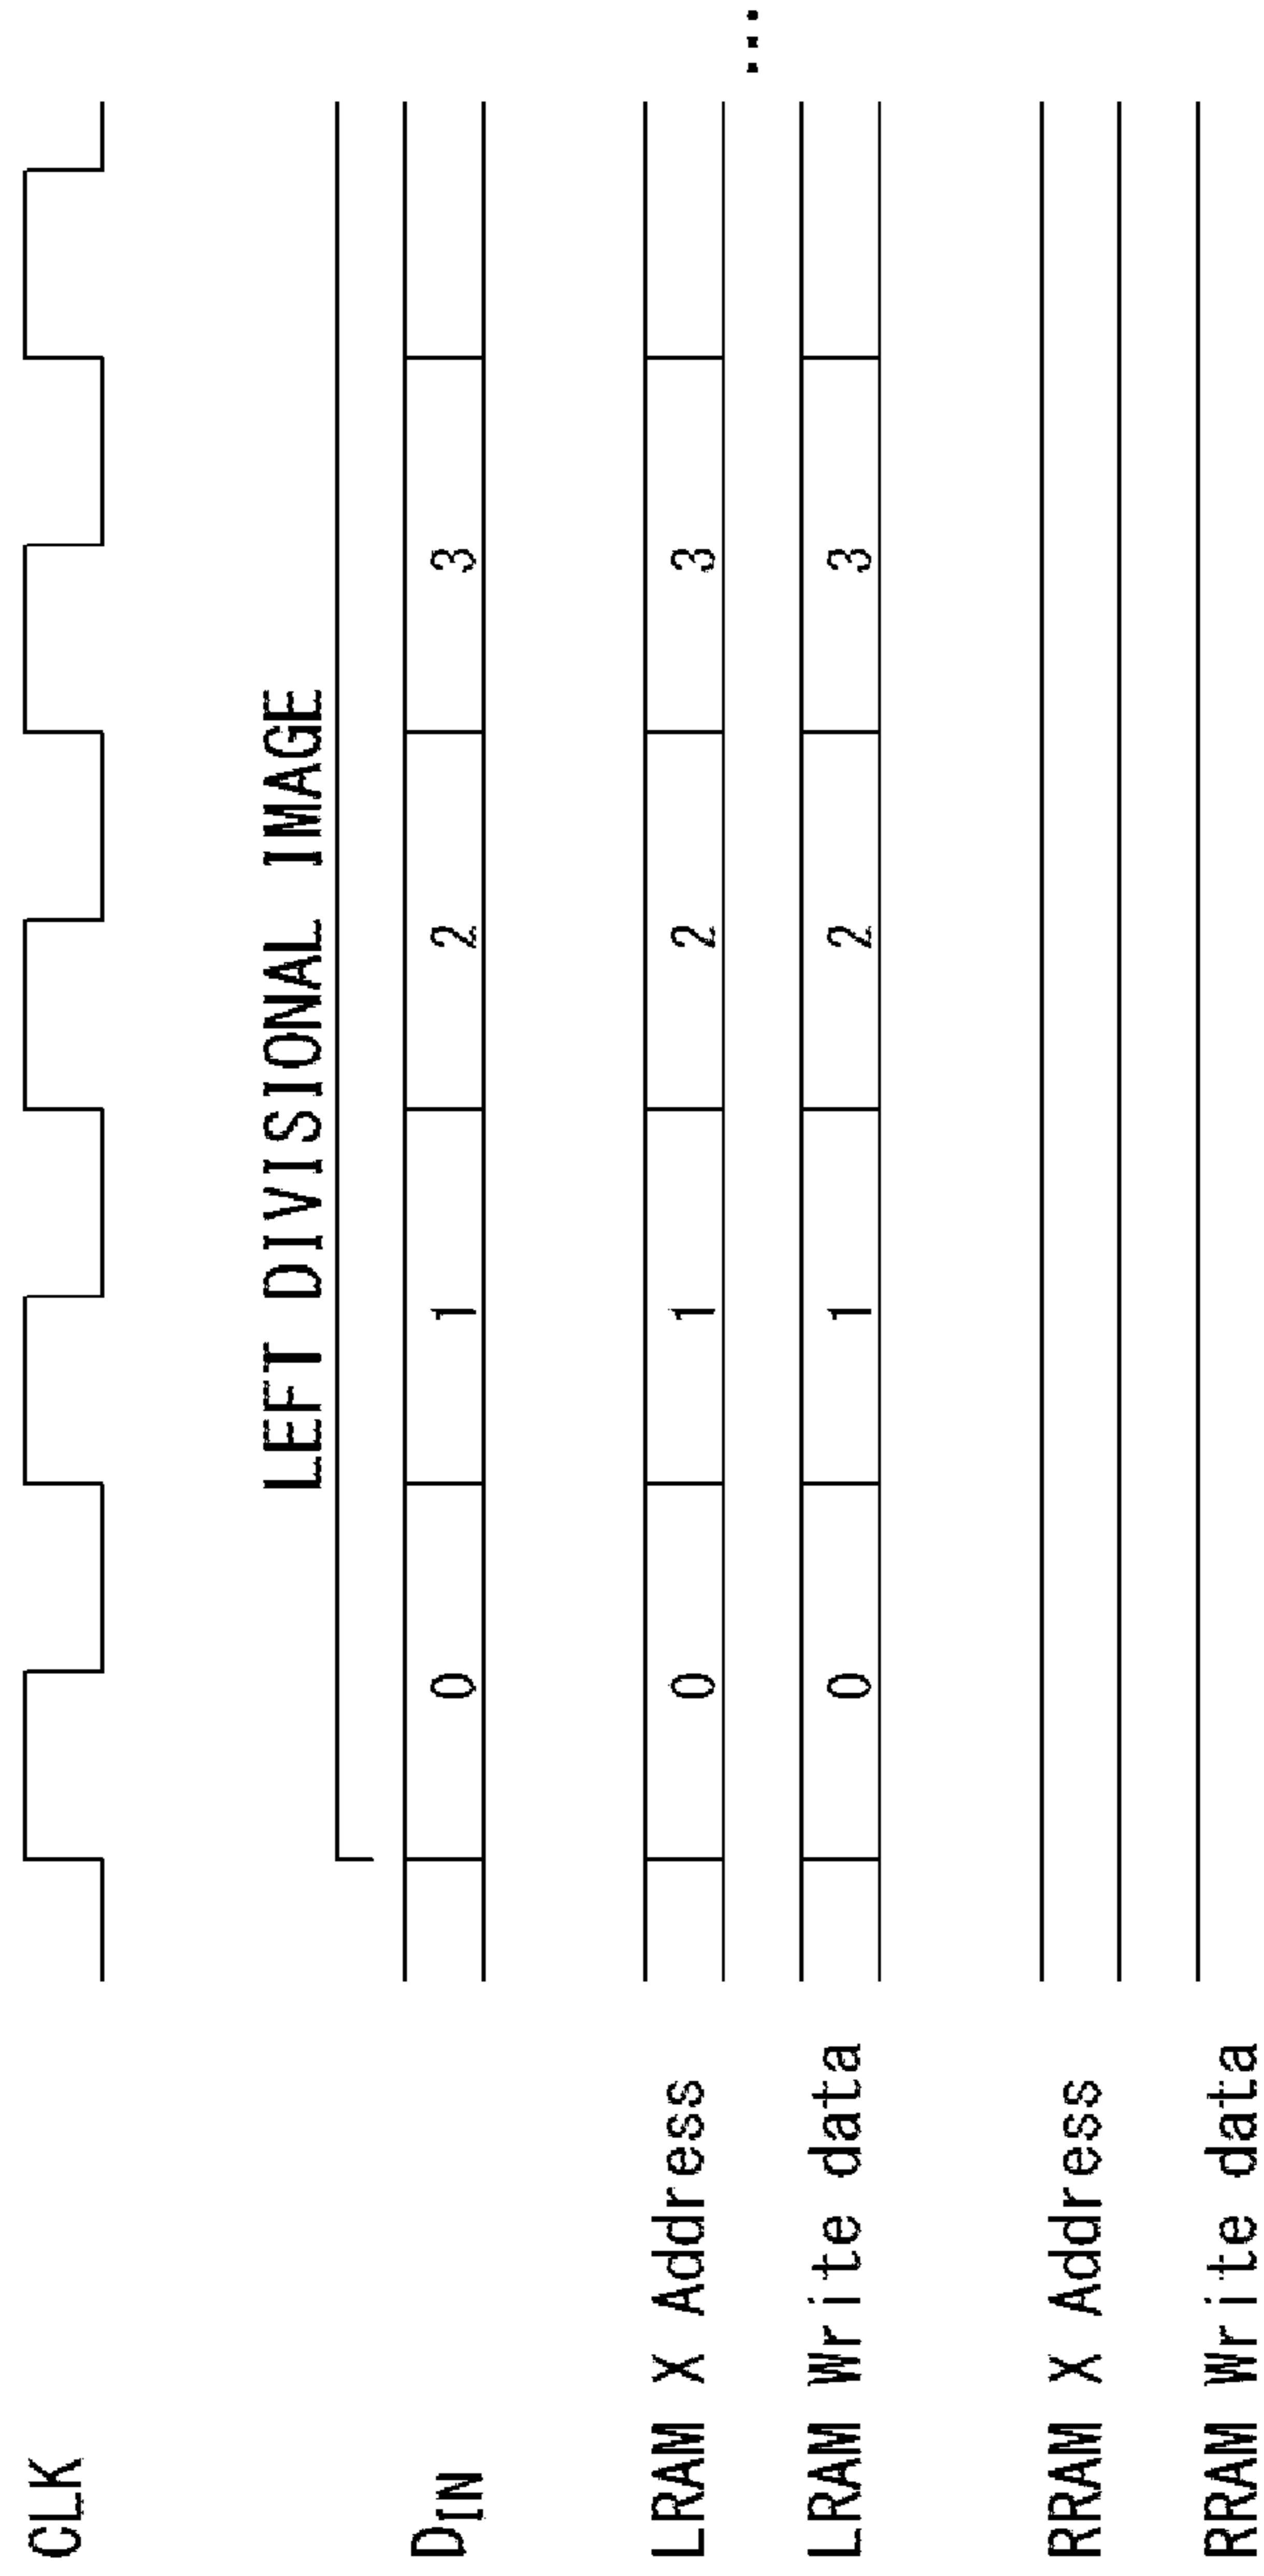 CLK
LEFT DIVISIONAL IMAGE
DIN 0 1 2 3
LRAM X Address 0 1 2 3
...
LRAM Write data 0 1 2 3
RRAM X Address
RRAM Write data